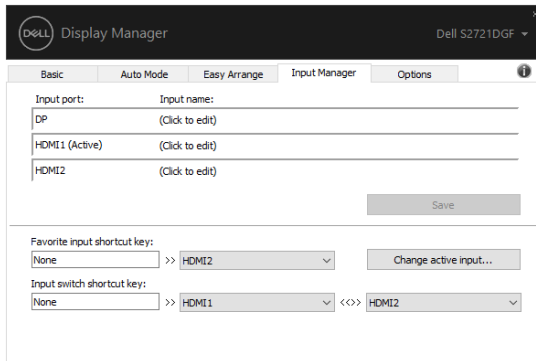 DELL Display Manager Dell S2721DGF
Basic Auto Mode Easy Arrange Input Manager Options
Input port: Input name:
DP (Click to edit)
HDMI1 (Active) (Click to edit)
HDMI2 (Click to edit)
Save
Favorite input shortcut key:
None >> HDMI2 Change active input...
Input switch shortcut key:
None >> HDMI1 <<>> HDMI2